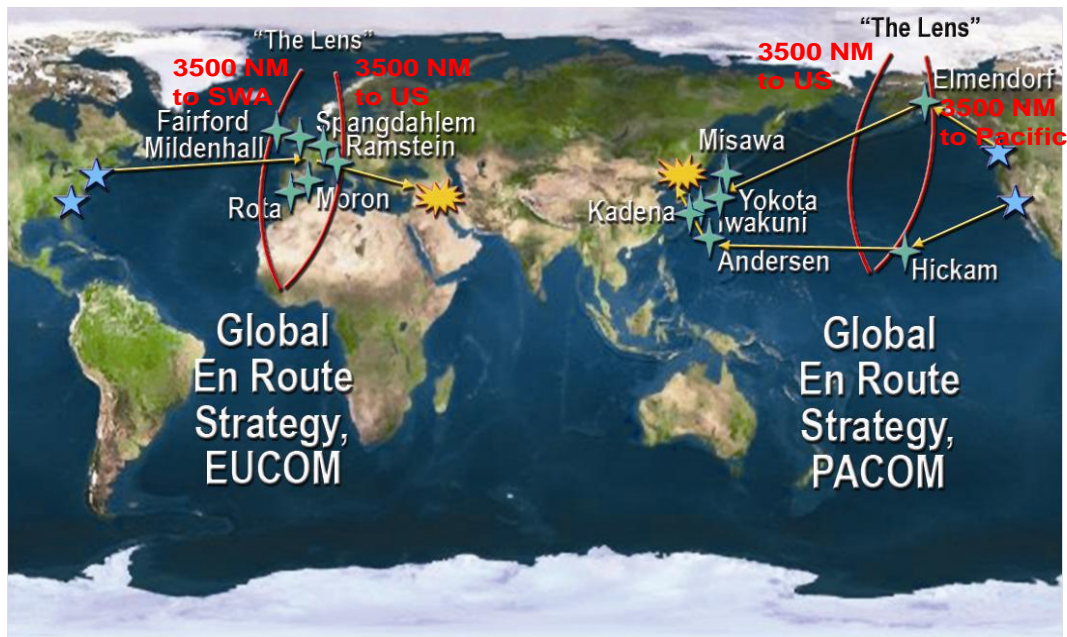 “The Lens”
3500 NM
to SWA
3500 NM
to US
Fairford
Mildenhall
Spangdahlem
Ramstein
Rota
Moron
Global
En Route
Strategy,
EUCOM
“The Lens”
3500 NM
to US
Elmendorf
3500 NM
to Pacific
Misawa
Yokota
Kadena
Iwakuni
Andersen
Hickam
Global
En Route
Strategy,
PACOM